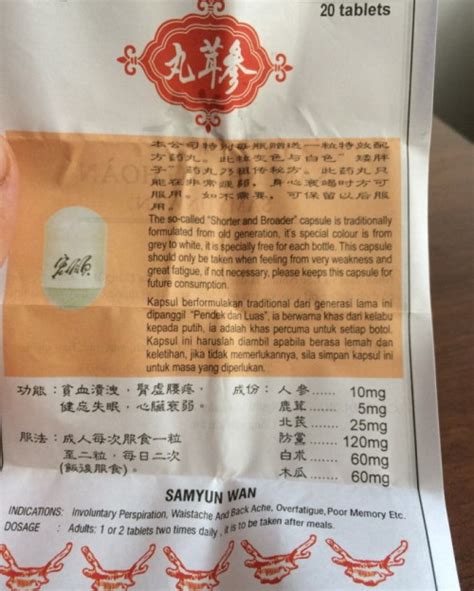 20 tablets
丸茸參
本公司特別每瓶贈送一粒特效配
方葯丸。此粒灰色与白色"矮胖
子"葯丸乃祖传秘方。此葯丸只
能在非常疲弱，身心衰竭时方可
服用。如不需要，可保留以后服
用。
The so-called "Shorter and Broader" capsule is traditionally
formulated from old generation, it's special colour is from
grey to white, it is specially free for each bottle. This capsule
should only be taken when feeling from very weakness and
great fatigue, if not necessary, please keeps this capsule for
future consumption.
Kapsul berformulakan traditional dari generasi lama ini
dipanggil "Pendek dan Luas", ia berwarna khas dari kelabu
kepada putih, ia adalah khas percuma untuk setiap botol.
Kapsul ini haruslah diambil apabila berasa lemah dan
keletihan, jika tidak memerlukannya, sila simpan kapsul ini
untuk masa yang diperlukan.
功能：貧血潰洩，腎虛腰疼，
健忘失眠，心臟衰弱。
服法：成人每次服食一粒
至二粒，每日二次
(飯後服食)。
成份：人参...... 10mg
鹿茸...... 5mg
北芪...... 25mg
防黨...... 120mg
白朮...... 60mg
木瓜...... 60mg
SAMYUN WAN
INDICATIONS: Involuntary Perspiration, Waistache And Back Ache, Overfatigue, Poor Memory Etc.
DOSAGE : Adults: 1 or 2 tablets two times daily, it is to be taken after meals.